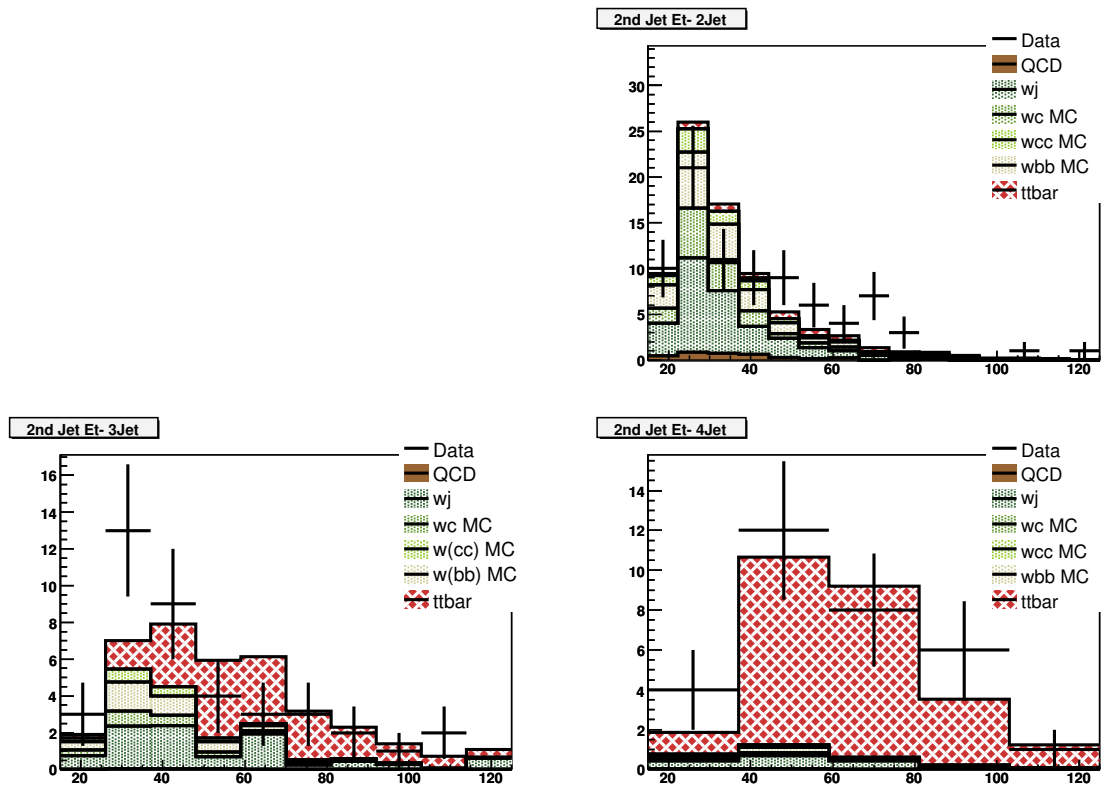 2nd Jet Et- 2Jet
Data
QCD
wj
wc MC
wcc MC
wbb MC
ttbar
30
25
20
15
10
5
0
20 40 60 80 100 120
2nd Jet Et- 3Jet
Data
QCD
wj
wc MC
w(cc) MC
w(bb) MC
ttbar
16
14
12
10
8
6
4
2
0
20 40 60 80 100 120
2nd Jet Et- 4Jet
Data
QCD
wj
wc MC
wcc MC
wbb MC
ttbar
14
12
10
8
6
4
2
0
20 40 60 80 100 120